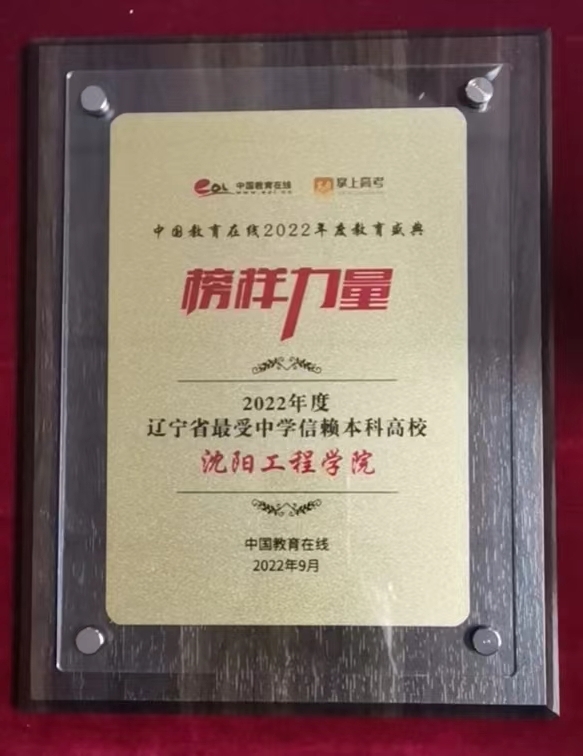 eol 中国教育在线 掌上高考
中国教育在线2022年度教育盛典
榜样力量
2022年度
辽宁省最受中学信赖本科高校
沈阳工程学院
中国教育在线
2022年9月